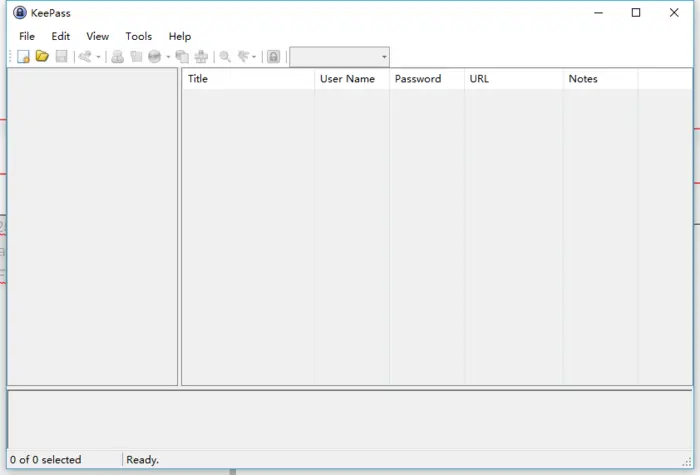 KeePass
File Edit View Tools Help
Title User Name Password URL Notes
0 of 0 selected Ready.